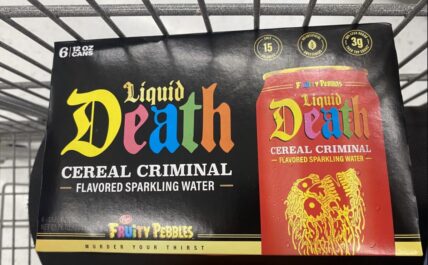 6 12 OZ
CANS
Liquid
Death
CEREAL CRIMINAL
FLAVORED SPARKLING WATER
Post
FRUITY PEBBLES
MURDER YOUR THIRST
15
3g
FRUITY PEBBLES
Liquid
Death
CEREAL CRIMINAL
FLAVORED SPARKLING WATER